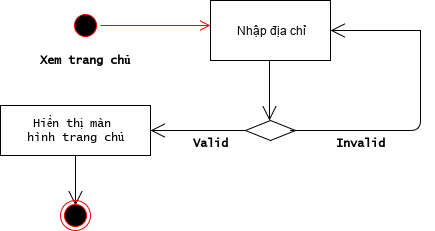 Nhập địa chỉ
Xem trang chủ
Hiển thị màn
hình trang chủ
Valid
Invalid